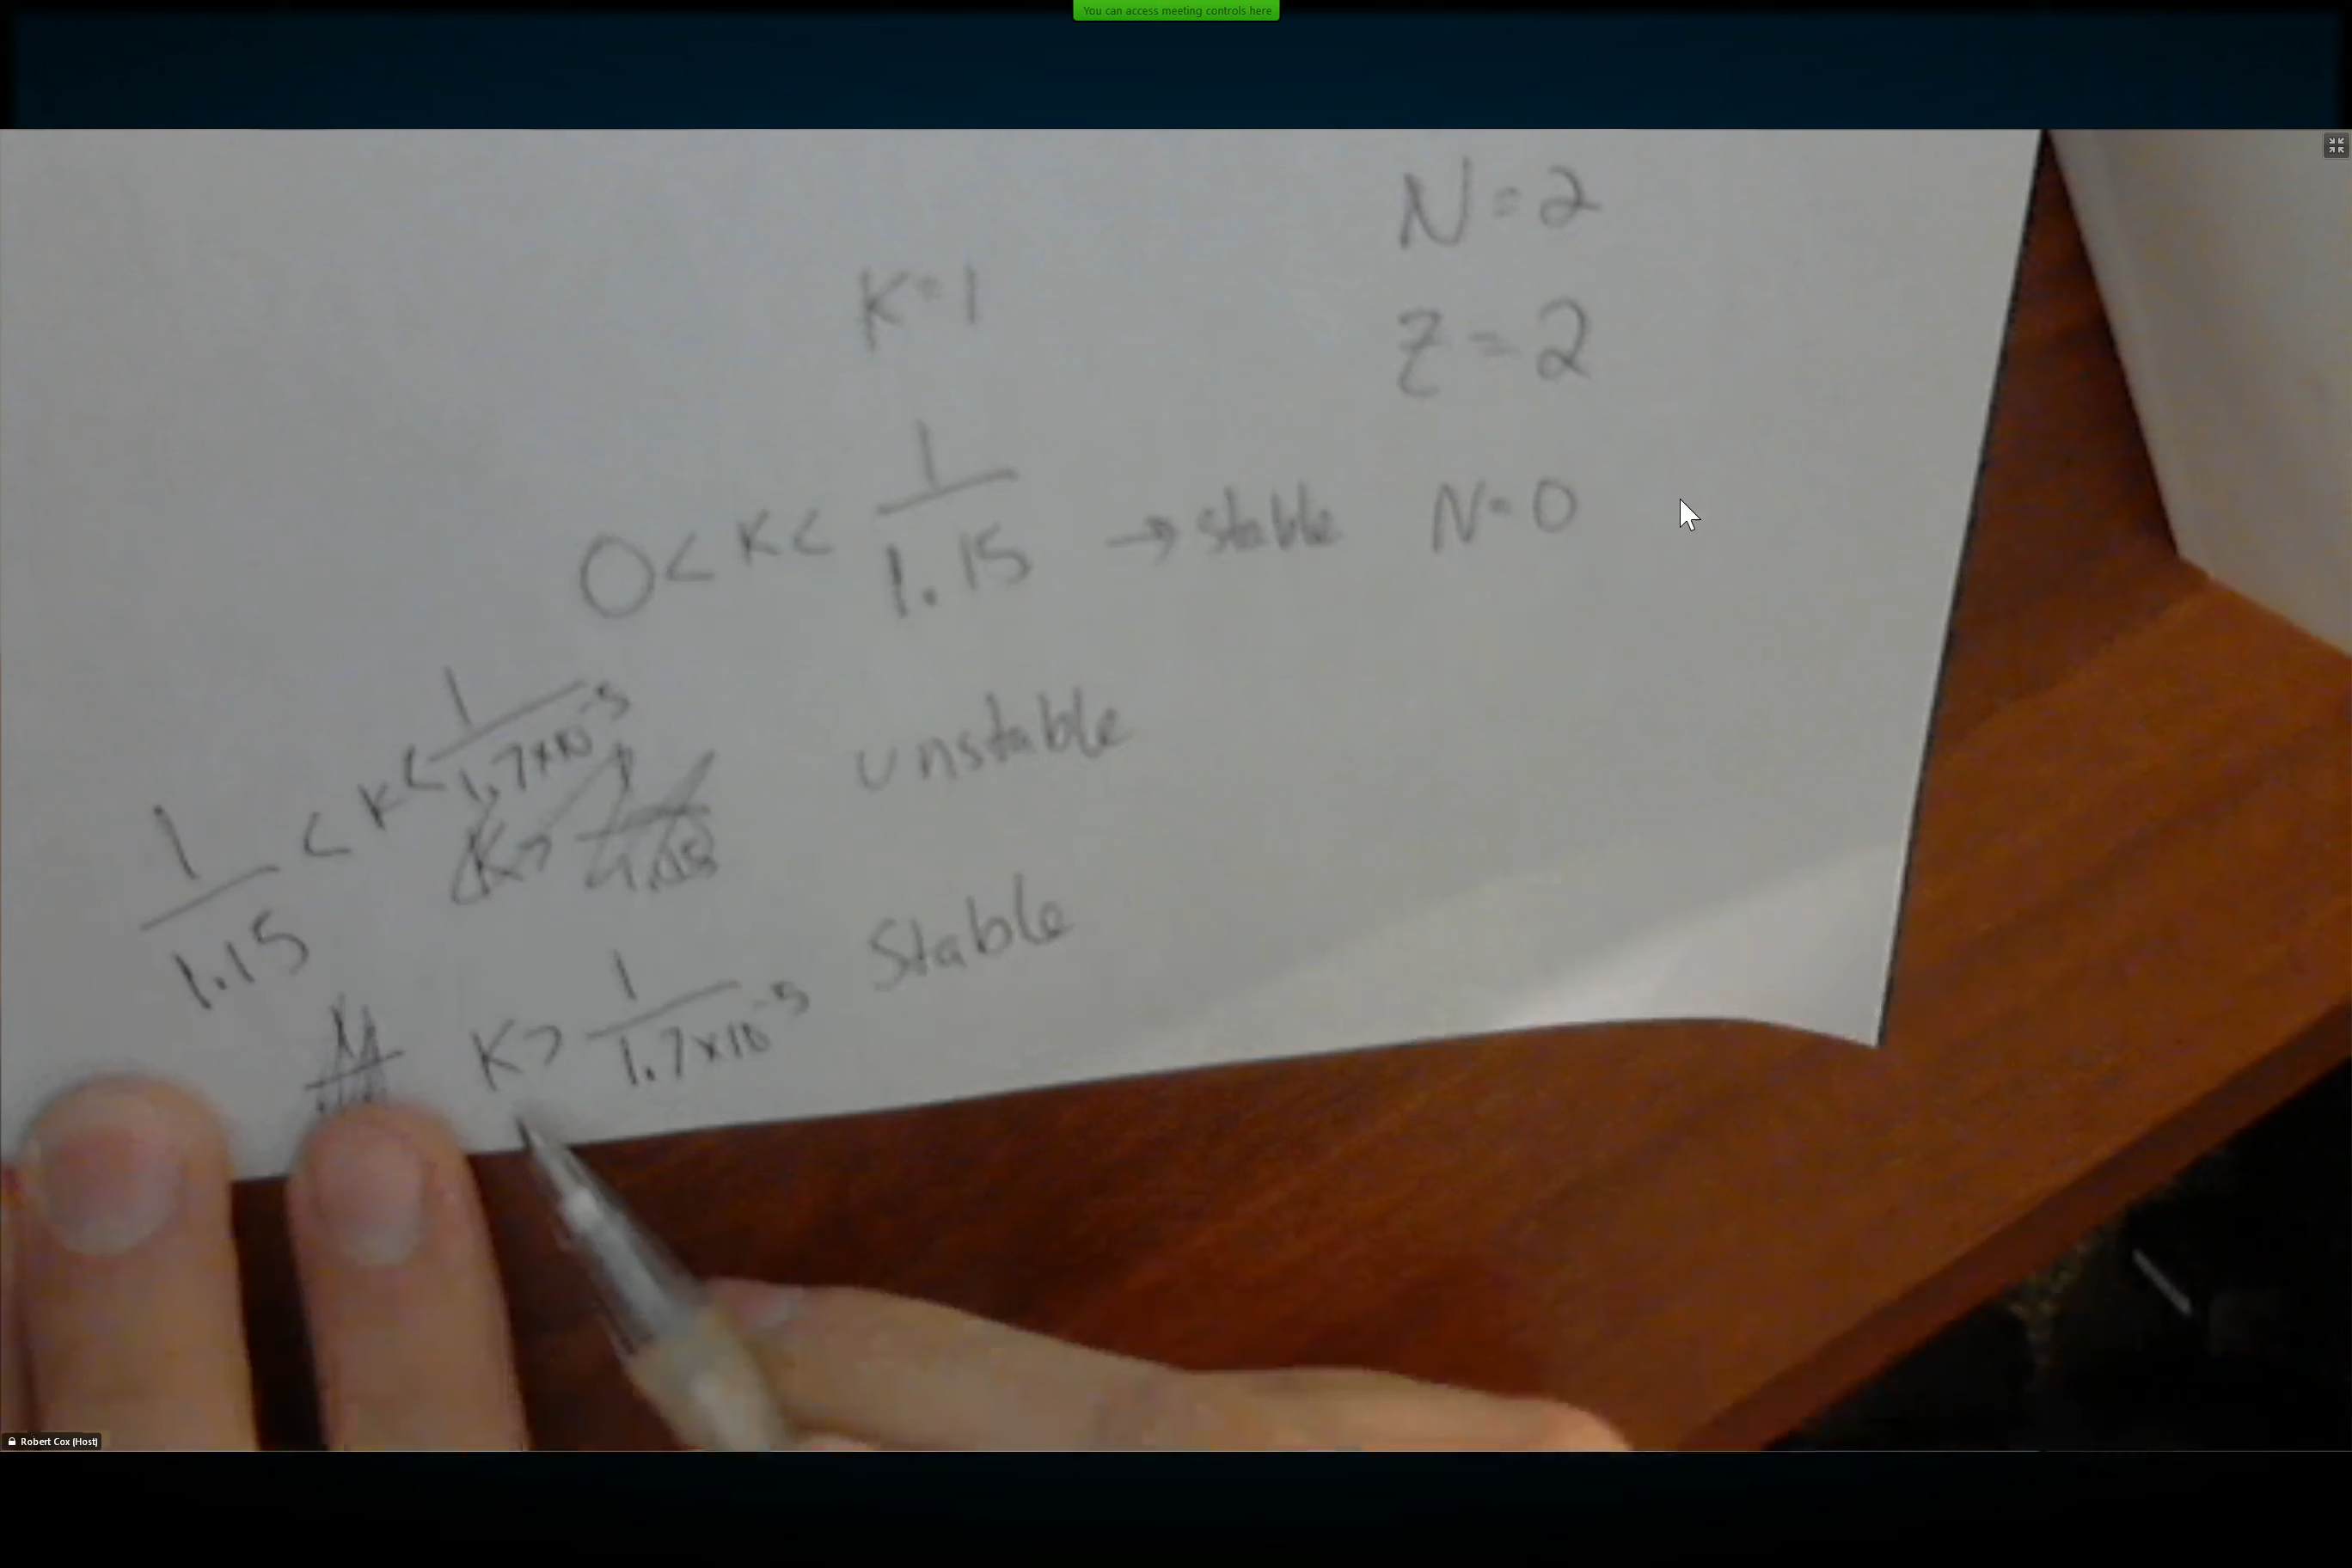 You can access meeting controls here
N = 2
K = 1
Z = 2
0 < K < 1/1.15 → stable N = 0
1/1.15 < K < 1/1.7×10^-5 unstable
K > 1/1.7×10^-5 Stable
Robert Cox (Host)